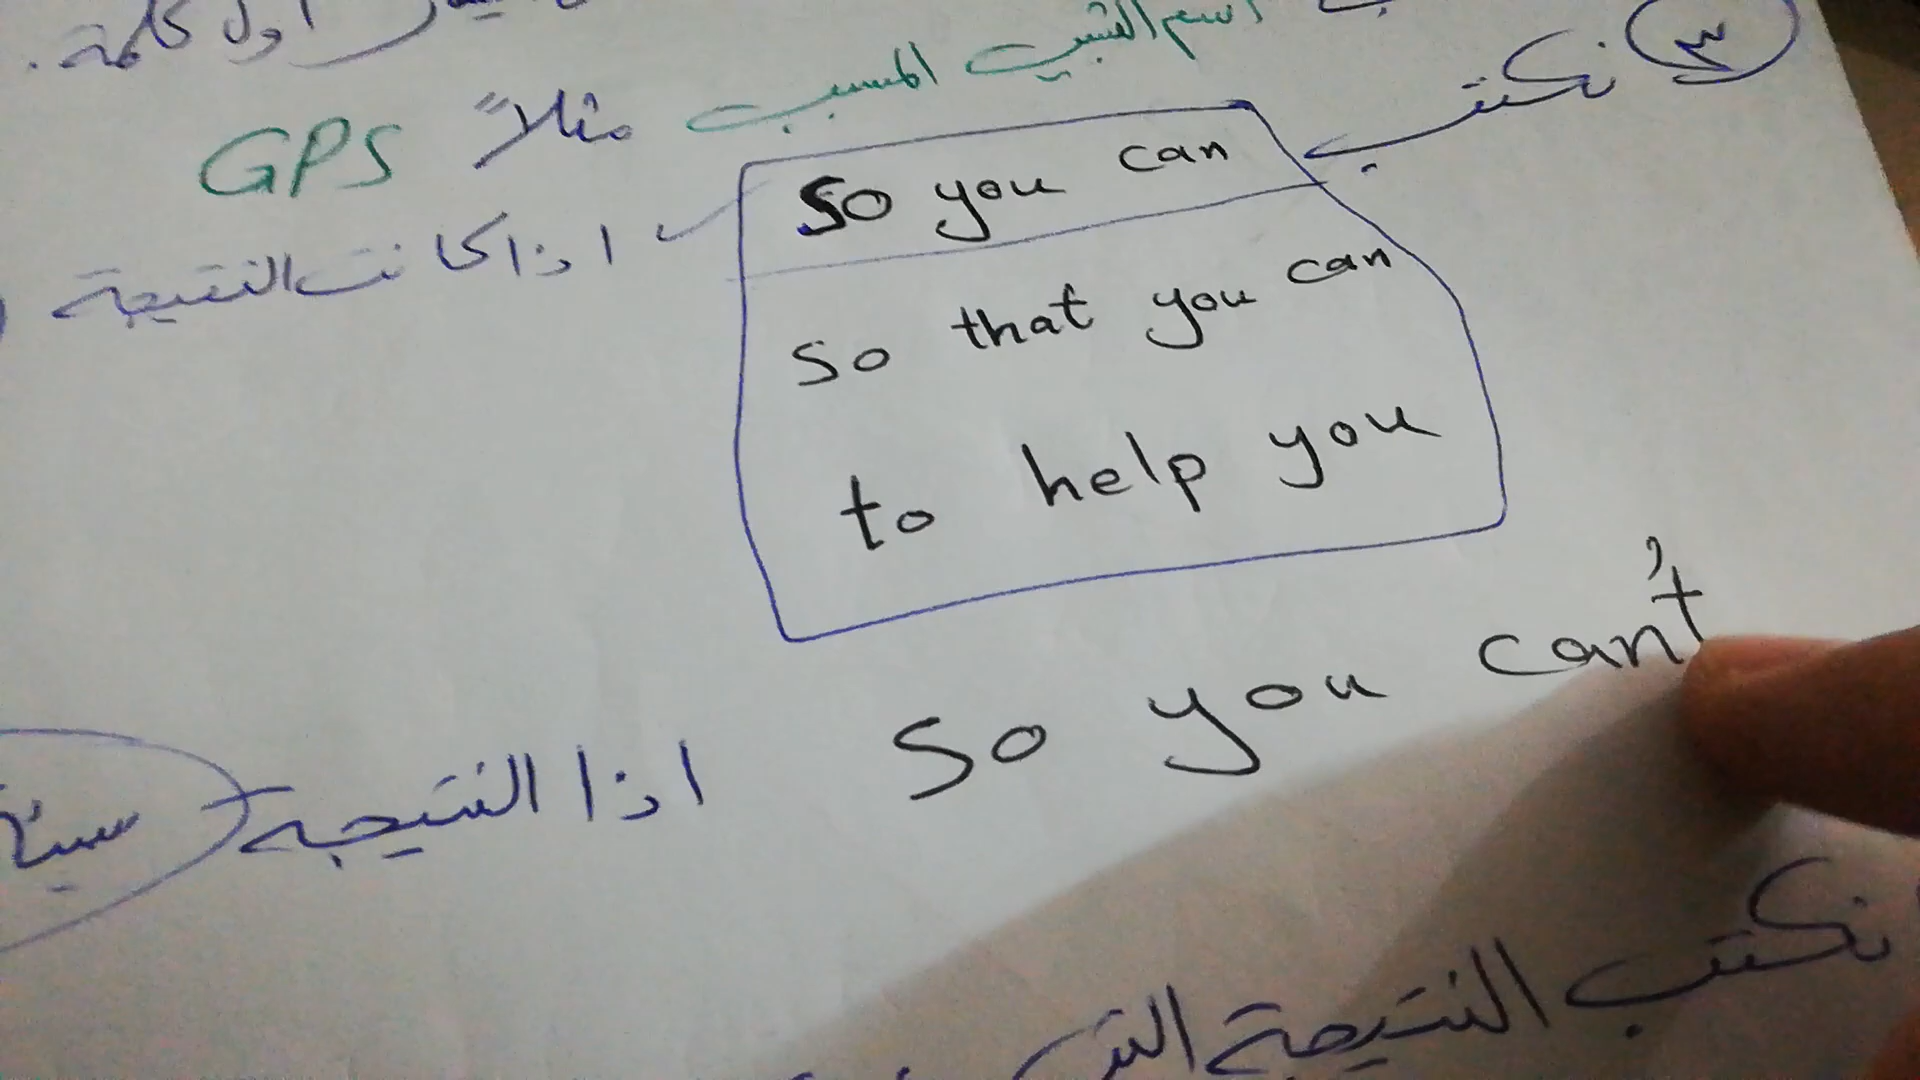 أول كلمة.
اسم الشيء المسبب مثلاً GPS
٣ نكتب
so you can
اذا كانت النتيجة
so that you can
to help you
so you can't
اذا النتيجة
نكتب النتيجة التي